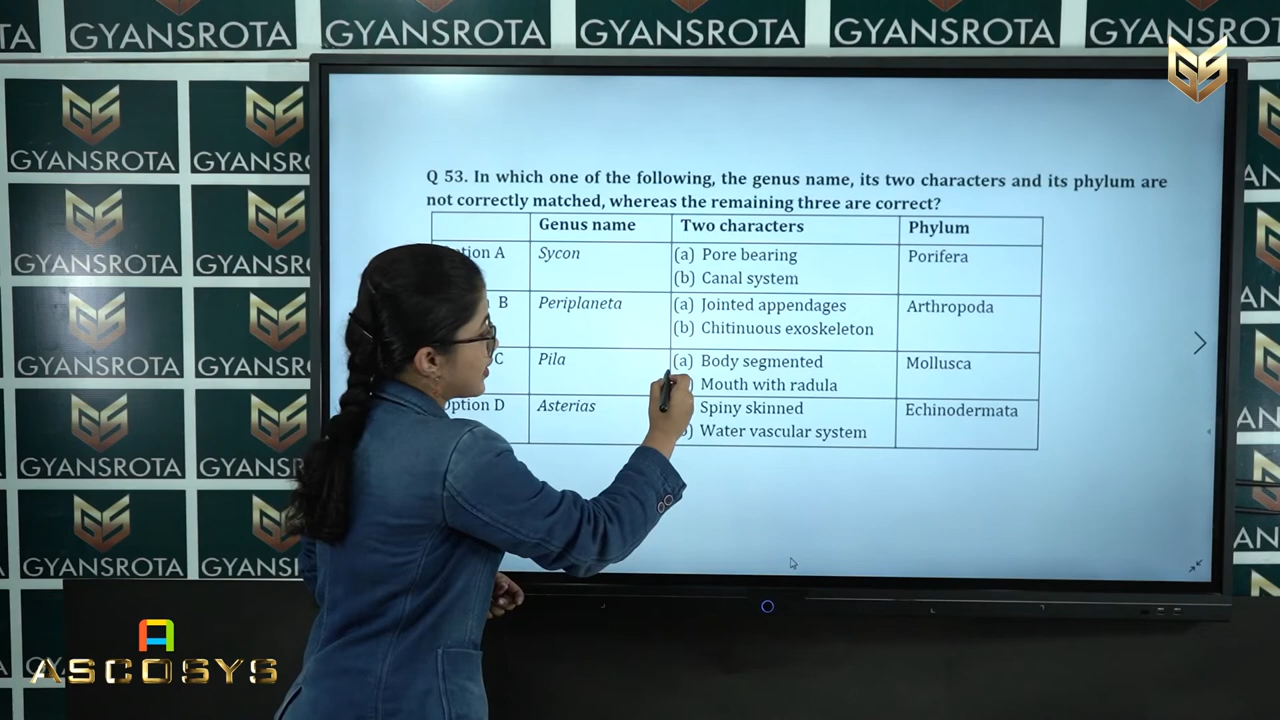 GYANSROTA GYANSROTA GYANSROTA GYANSROTA
GS
GYANSROTA
Q 53. In which one of the following, the genus name, its two characters and its phylum are
not correctly matched, whereas the remaining three are correct?
Genus name Two characters Phylum
A Sycon (a) Pore bearing Porifera
(b) Canal system
B Periplaneta (a) Jointed appendages Arthropoda
(b) Chitinuous exoskeleton
C Pila (a) Body segmented Mollusca
Mouth with radula
Option D Asterias Spiny skinned Echinodermata
Water vascular system
GYANSROTA
GYANSROTA
GYANSROTA GYANSROTA
GYANSROTA
A
ASCOSYS